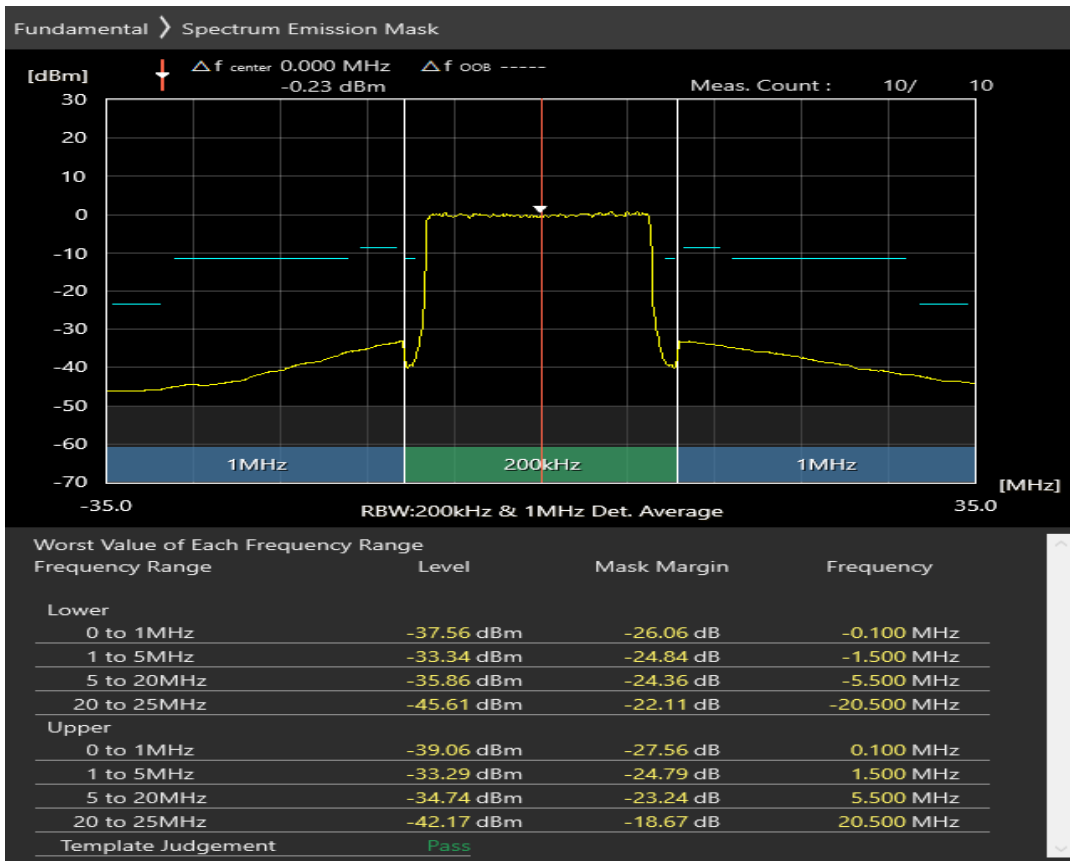 Fundamental ❯ Spectrum Emission Mask
△f center 0.000 MHz △f OOB -----
[dBm]
-0.23 dBm Meas. Count : 10/ 10
30
20
10
0
-10
-20
-30
-40
-50
-60
1MHz 200kHz 1MHz
-70
[MHz]
-35.0 35.0
RBW:200kHz & 1MHz Det. Average
Worst Value of Each Frequency Range
Frequency Range Level Mask Margin Frequency
Lower
0 to 1MHz -37.56 dBm -26.06 dB -0.100 MHz
1 to 5MHz -33.34 dBm -24.84 dB -1.500 MHz
5 to 20MHz -35.86 dBm -24.36 dB -5.500 MHz
20 to 25MHz -45.61 dBm -22.11 dB -20.500 MHz
Upper
0 to 1MHz -39.06 dBm -27.56 dB 0.100 MHz
1 to 5MHz -33.29 dBm -24.79 dB 1.500 MHz
5 to 20MHz -34.74 dBm -23.24 dB 5.500 MHz
20 to 25MHz -42.17 dBm -18.67 dB 20.500 MHz
Template Judgement Pass